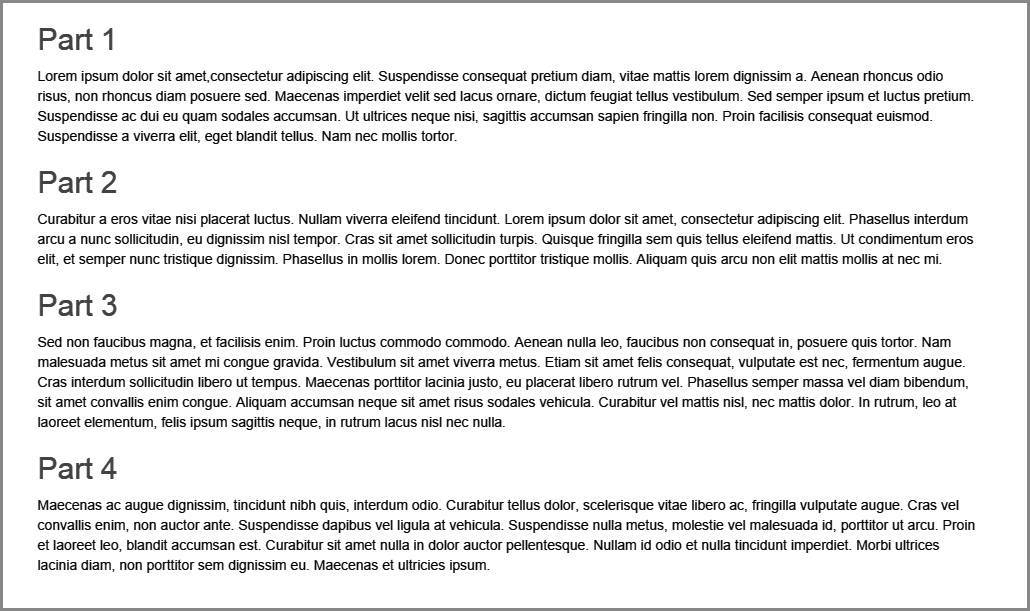 Part 1
Lorem ipsum dolor sit amet,consectetur adipiscing elit. Suspendisse consequat pretium diam, vitae mattis lorem dignissim a. Aenean rhoncus odio
risus, non rhoncus diam posuere sed. Maecenas imperdiet velit sed lacus ornare, dictum feugiat tellus vestibulum. Sed semper ipsum et luctus pretium.
Suspendisse ac dui eu quam sodales accumsan. Ut ultrices neque nisi, sagittis accumsan sapien fringilla non. Proin facilisis consequat euismod.
Suspendisse a viverra elit, eget blandit tellus. Nam nec mollis tortor.
Part 2
Curabitur a eros vitae nisi placerat luctus. Nullam viverra eleifend tincidunt. Lorem ipsum dolor sit amet, consectetur adipiscing elit. Phasellus interdum
arcu a nunc sollicitudin, eu dignissim nisl tempor. Cras sit amet sollicitudin turpis. Quisque fringilla sem quis tellus eleifend mattis. Ut condimentum eros
elit, et semper nunc tristique dignissim. Phasellus in mollis lorem. Donec porttitor tristique mollis. Aliquam quis arcu non elit mattis mollis at nec mi.
Part 3
Sed non faucibus magna, et facilisis enim. Proin luctus commodo commodo. Aenean nulla leo, faucibus non consequat in, posuere quis tortor. Nam
malesuada metus sit amet mi congue gravida. Vestibulum sit amet viverra metus. Etiam sit amet felis consequat, vulputate est nec, fermentum augue.
Cras interdum sollicitudin libero ut tempus. Maecenas porttitor lacinia justo, eu placerat libero rutrum vel. Phasellus semper massa vel diam bibendum,
sit amet convallis enim congue. Aliquam accumsan neque sit amet risus sodales vehicula. Curabitur vel mattis nisl, nec mattis dolor. In rutrum, leo at
laoreet elementum, felis ipsum sagittis neque, in rutrum lacus nisl nec nulla.
Part 4
Maecenas ac augue dignissim, tincidunt nibh quis, interdum odio. Curabitur tellus dolor, scelerisque vitae libero ac, fringilla vulputate augue. Cras vel
convallis enim, non auctor ante. Suspendisse dapibus vel ligula at vehicula. Suspendisse nulla metus, molestie vel malesuada id, porttitor ut arcu. Proin
et laoreet leo, blandit accumsan est. Curabitur sit amet nulla in dolor auctor pellentesque. Nullam id odio et nulla tincidunt imperdiet. Morbi ultrices
lacinia diam, non porttitor sem dignissim eu. Maecenas et ultricies ipsum.